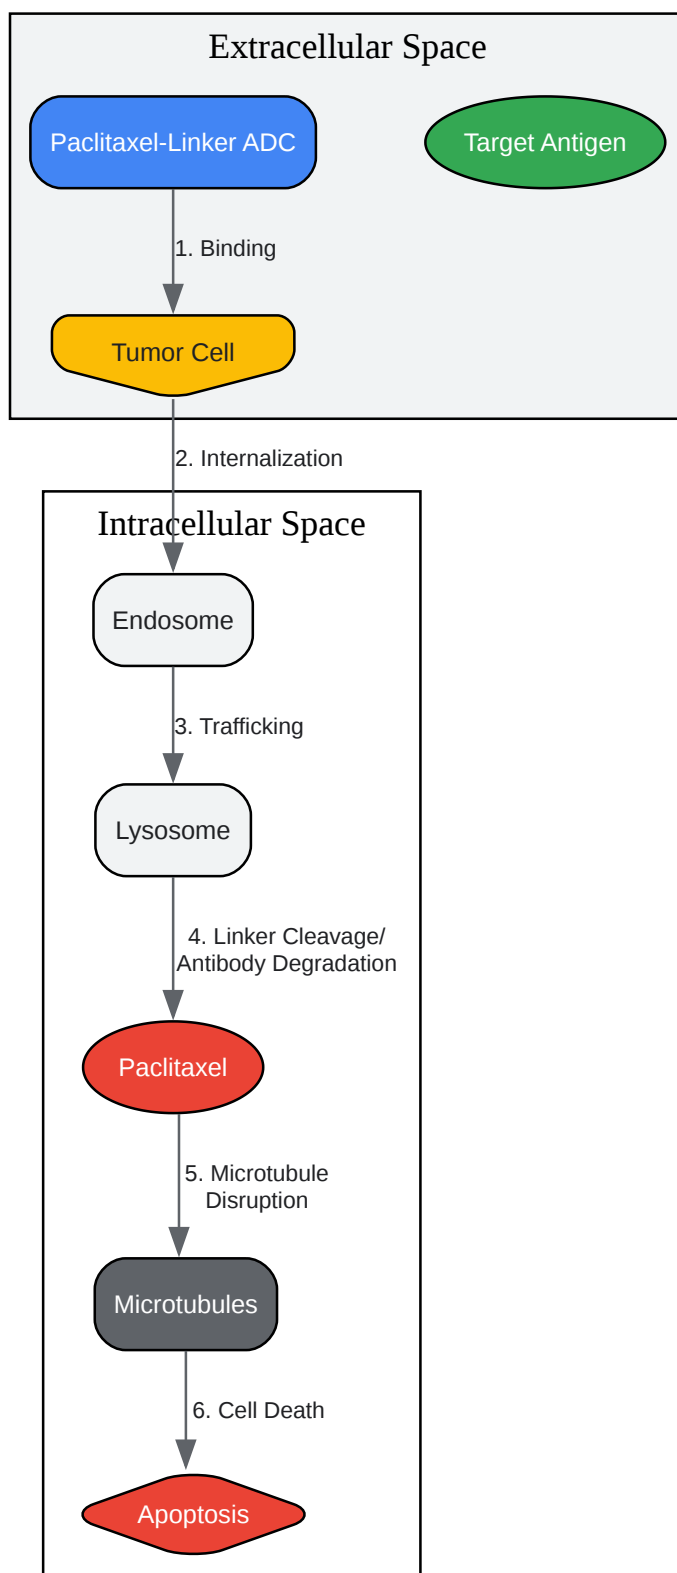 Extracellular Space
Paclitaxel-Linker ADC
Target Antigen
1. Binding
Tumor Cell
2. Internalization
Intracellular Space
Endosome
3. Trafficking
Lysosome
4. Linker Cleavage/
Antibody Degradation
Paclitaxel
5. Microtubule
Disruption
Microtubules
6. Cell Death
Apoptosis